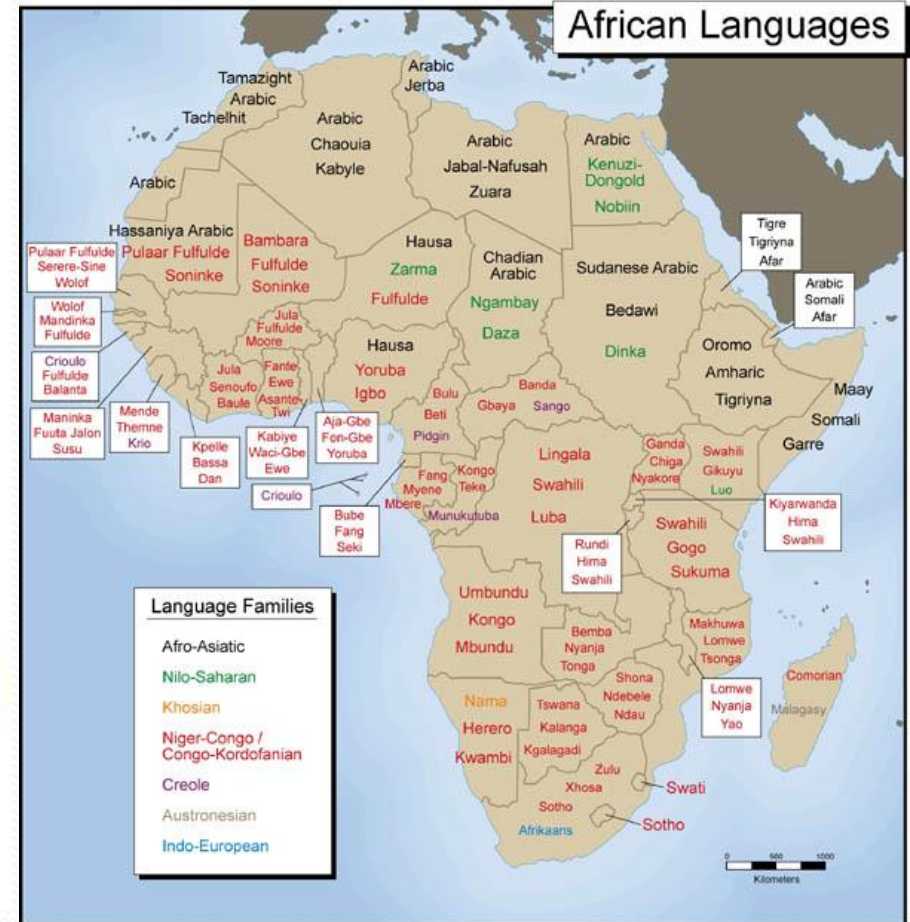 African Languages
Tamazight
Arabic
Tachelhit
Arabic
Jerba
Arabic
Chaouia
Kabyle
Arabic
Jabal-Nafusah
Zuara
Arabic
Kenuzi-
Dongold
Nobiin
Arabic
Hassaniya Arabic
Pulaar Fulfulde
Soninke
Bambara
Fulfulde
Soninke
Hausa
Zarma
Fulfulde
Chadian
Arabic
Ngambay
Daza
Sudanese Arabic
Bedawi
Dinka
Tigre
Tigriyna
Afar
Arabic
Somali
Afar
Oromo
Amharic
Tigriyna
Maay
Somali
Garre
Pulaar Fulfulde
Serere-Sine
Wolof
Wolof
Mandinka
Fulfulde
Crioulo
Fulfulde
Balanta
Maninka
Fuuta Jalon
Susu
Mende
Themne
Krio
Kpelle
Bassa
Dan
Jula
Senoufo
Baule
Jula
Fulfulde
Moore
Fante
Ewe
Asante-
Twi
Kabiye
Waci-Gbe
Ewe
Aja-Gbe
Fon-Gbe
Yoruba
Hausa
Yoruba
Igbo
Bulu
Beti
Pidgin
Banda
Gbaya
Sango
Crioulo
Bube
Fang
Seki
Fang
Myene
Mbere
Kongo
Teke
Munukutuba
Lingala
Swahili
Luba
Ganda
Chiga
Nyakore
Swahili
Gikuyu
Luo
Kiyarwanda
Hima
Swahili
Rundi
Hima
Swahili
Swahili
Gogo
Sukuma
Umbundu
Kongo
Mbundu
Bemba
Nyanja
Tonga
Makhuwa
Lomwe
Tsonga
Lomwe
Nyanja
Yao
Comorian
Malagasy
Shona
Ndebele
Ndau
Nama
Herero
Kwambi
Tswana
Kalanga
Kgalagadi
Zulu
Xhosa
Sotho
Afrikaans
Swati
Sotho
Language Families
Afro-Asiatic
Nilo-Saharan
Khosian
Niger-Congo /
Congo-Kordofanian
Creole
Austronesian
Indo-European
0 500 1000
Kilometers